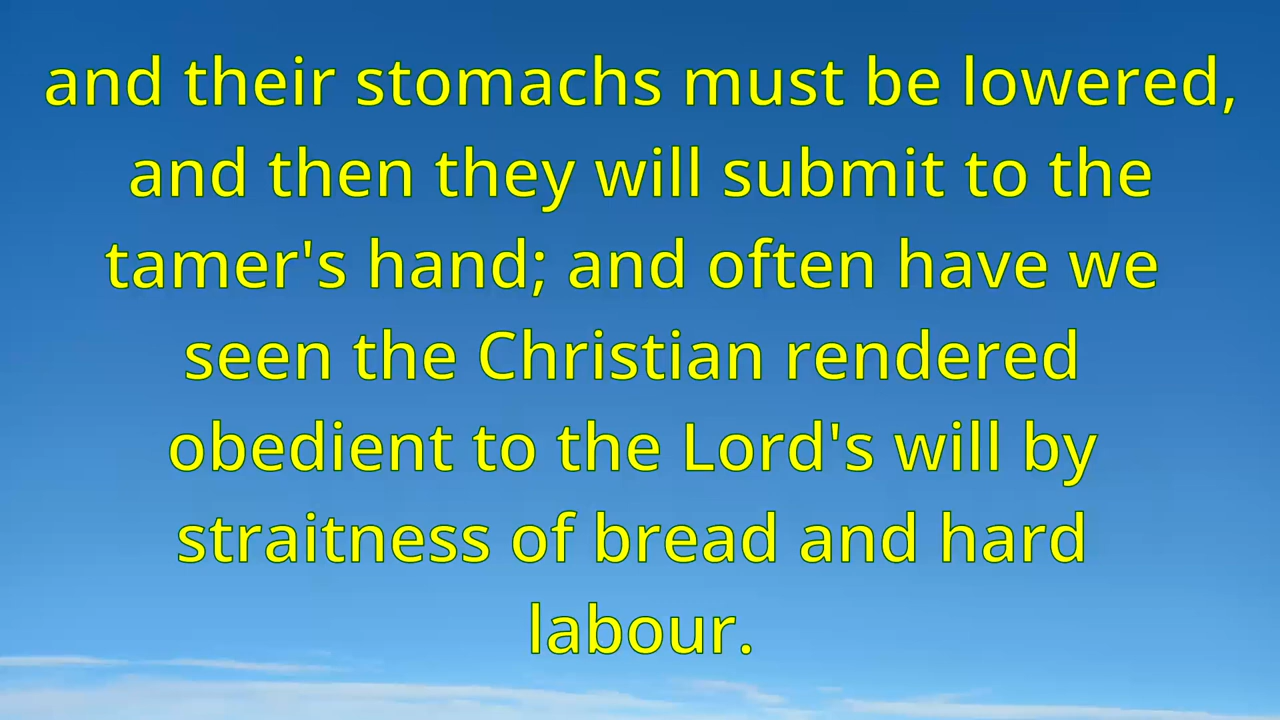 and their stomachs must be lowered,
and then they will submit to the
tamer's hand; and often have we
seen the Christian rendered
obedient to the Lord's will by
straitness of bread and hard
labour.